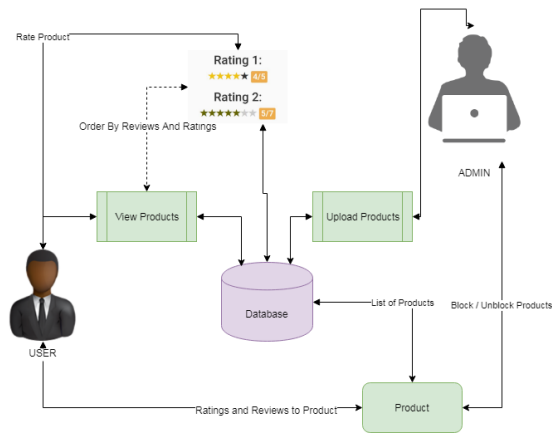 Rate Product
Rating 1:
4/5
Rating 2:
5/7
Order By Reviews And Ratings
ADMIN
View Products
Upload Products
Database
List of Products
Block / Unblock Products
USER
Ratings and Reviews to Product
Product